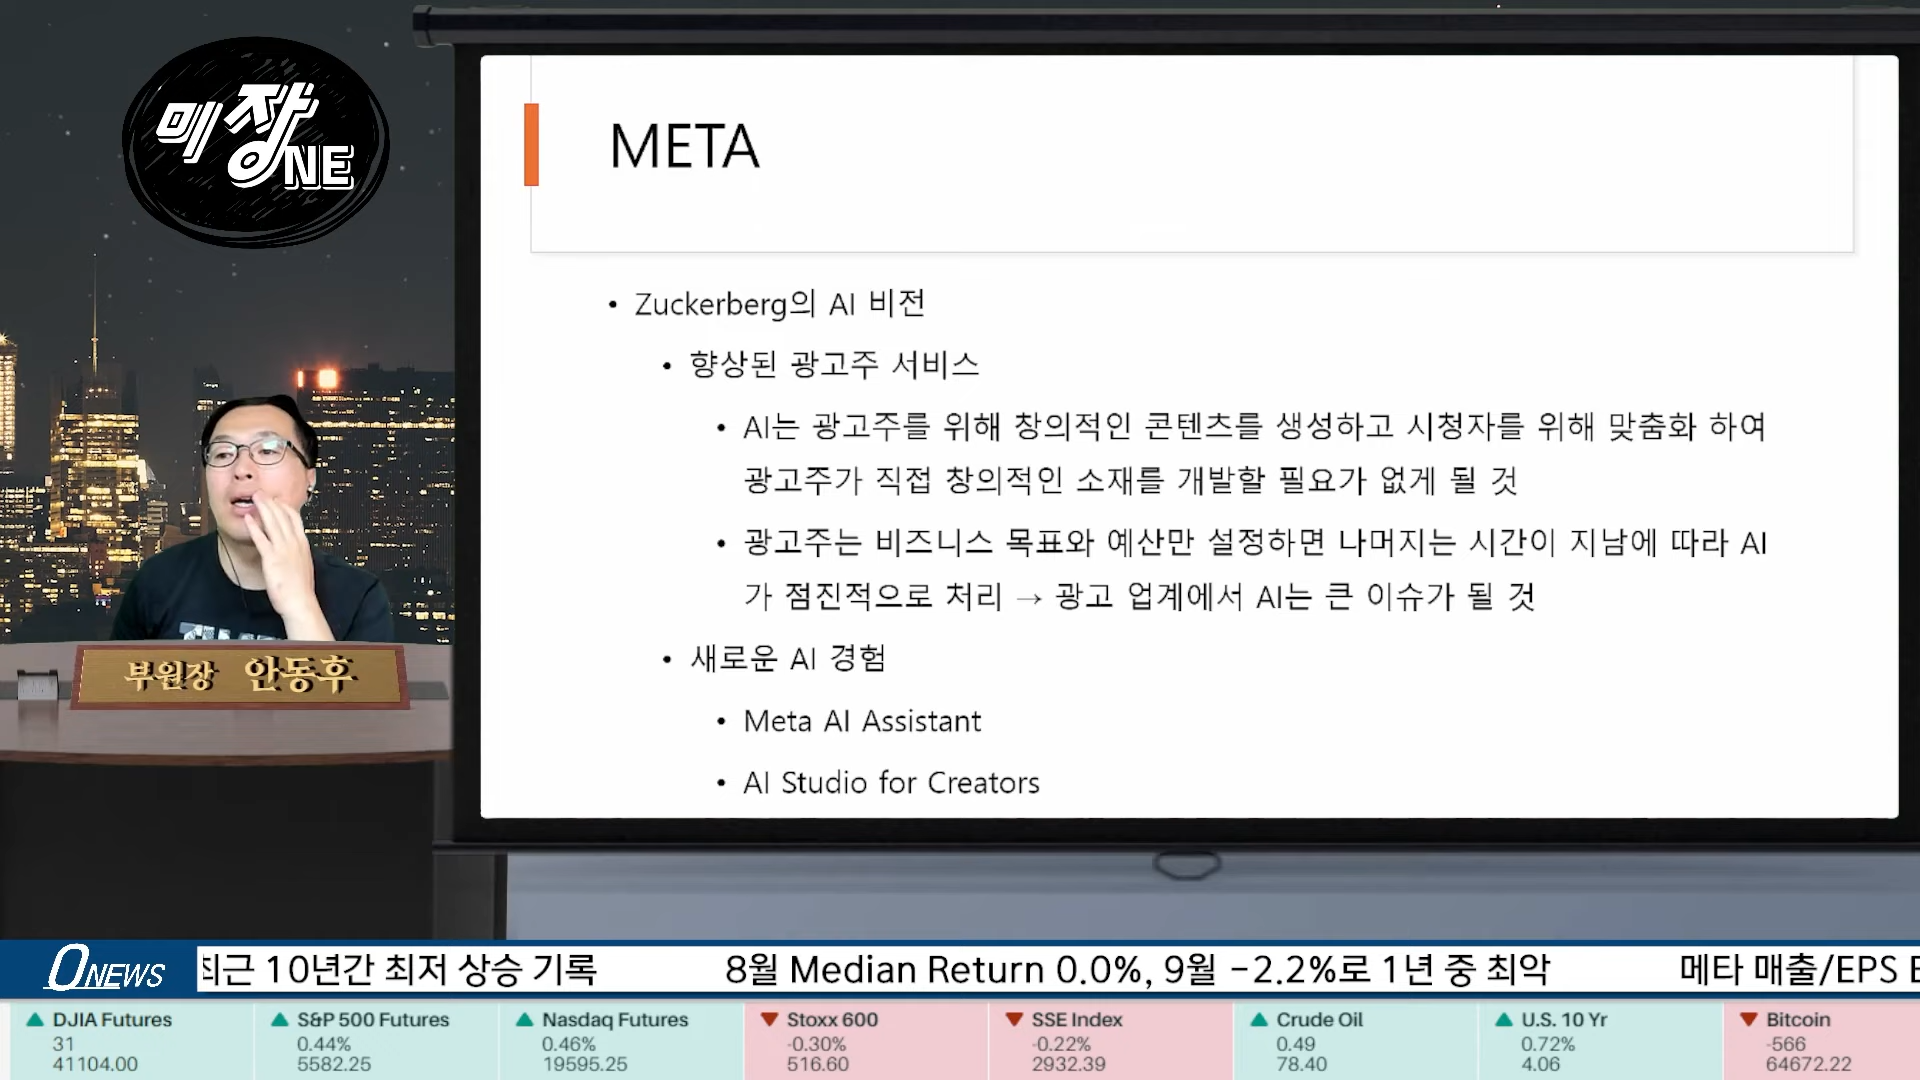 미장ONE
META
• Zuckerberg의 AI 비전
• 향상된 광고주 서비스
• AI는 광고주를 위해 창의적인 콘텐츠를 생성하고 시청자를 위해 맞춤화 하여
광고주가 직접 창의적인 소재를 개발할 필요가 없게 될 것
• 광고주는 비즈니스 목표와 예산만 설정하면 나머지는 시간이 지남에 따라 AI
가 점진적으로 처리 → 광고 업계에서 AI는 큰 이슈가 될 것
• 새로운 AI 경험
• Meta AI Assistant
• AI Studio for Creators
부원장 안동후
ONEWS
최근 10년간 최저 상승 기록 8월 Median Return 0.0%, 9월 -2.2%로 1년 중 최악 메타 매출/EPS
▲ DJIA Futures
31
41104.00
▲ S&P 500 Futures
0.44%
5582.25
▲ Nasdaq Futures
0.46%
19595.25
▼ Stoxx 600
-0.30%
516.60
▼ SSE Index
-0.22%
2932.39
▲ Crude Oil
0.49
78.40
▲ U.S. 10 Yr
0.72%
4.06
▼ Bitcoin
-566
64672.22